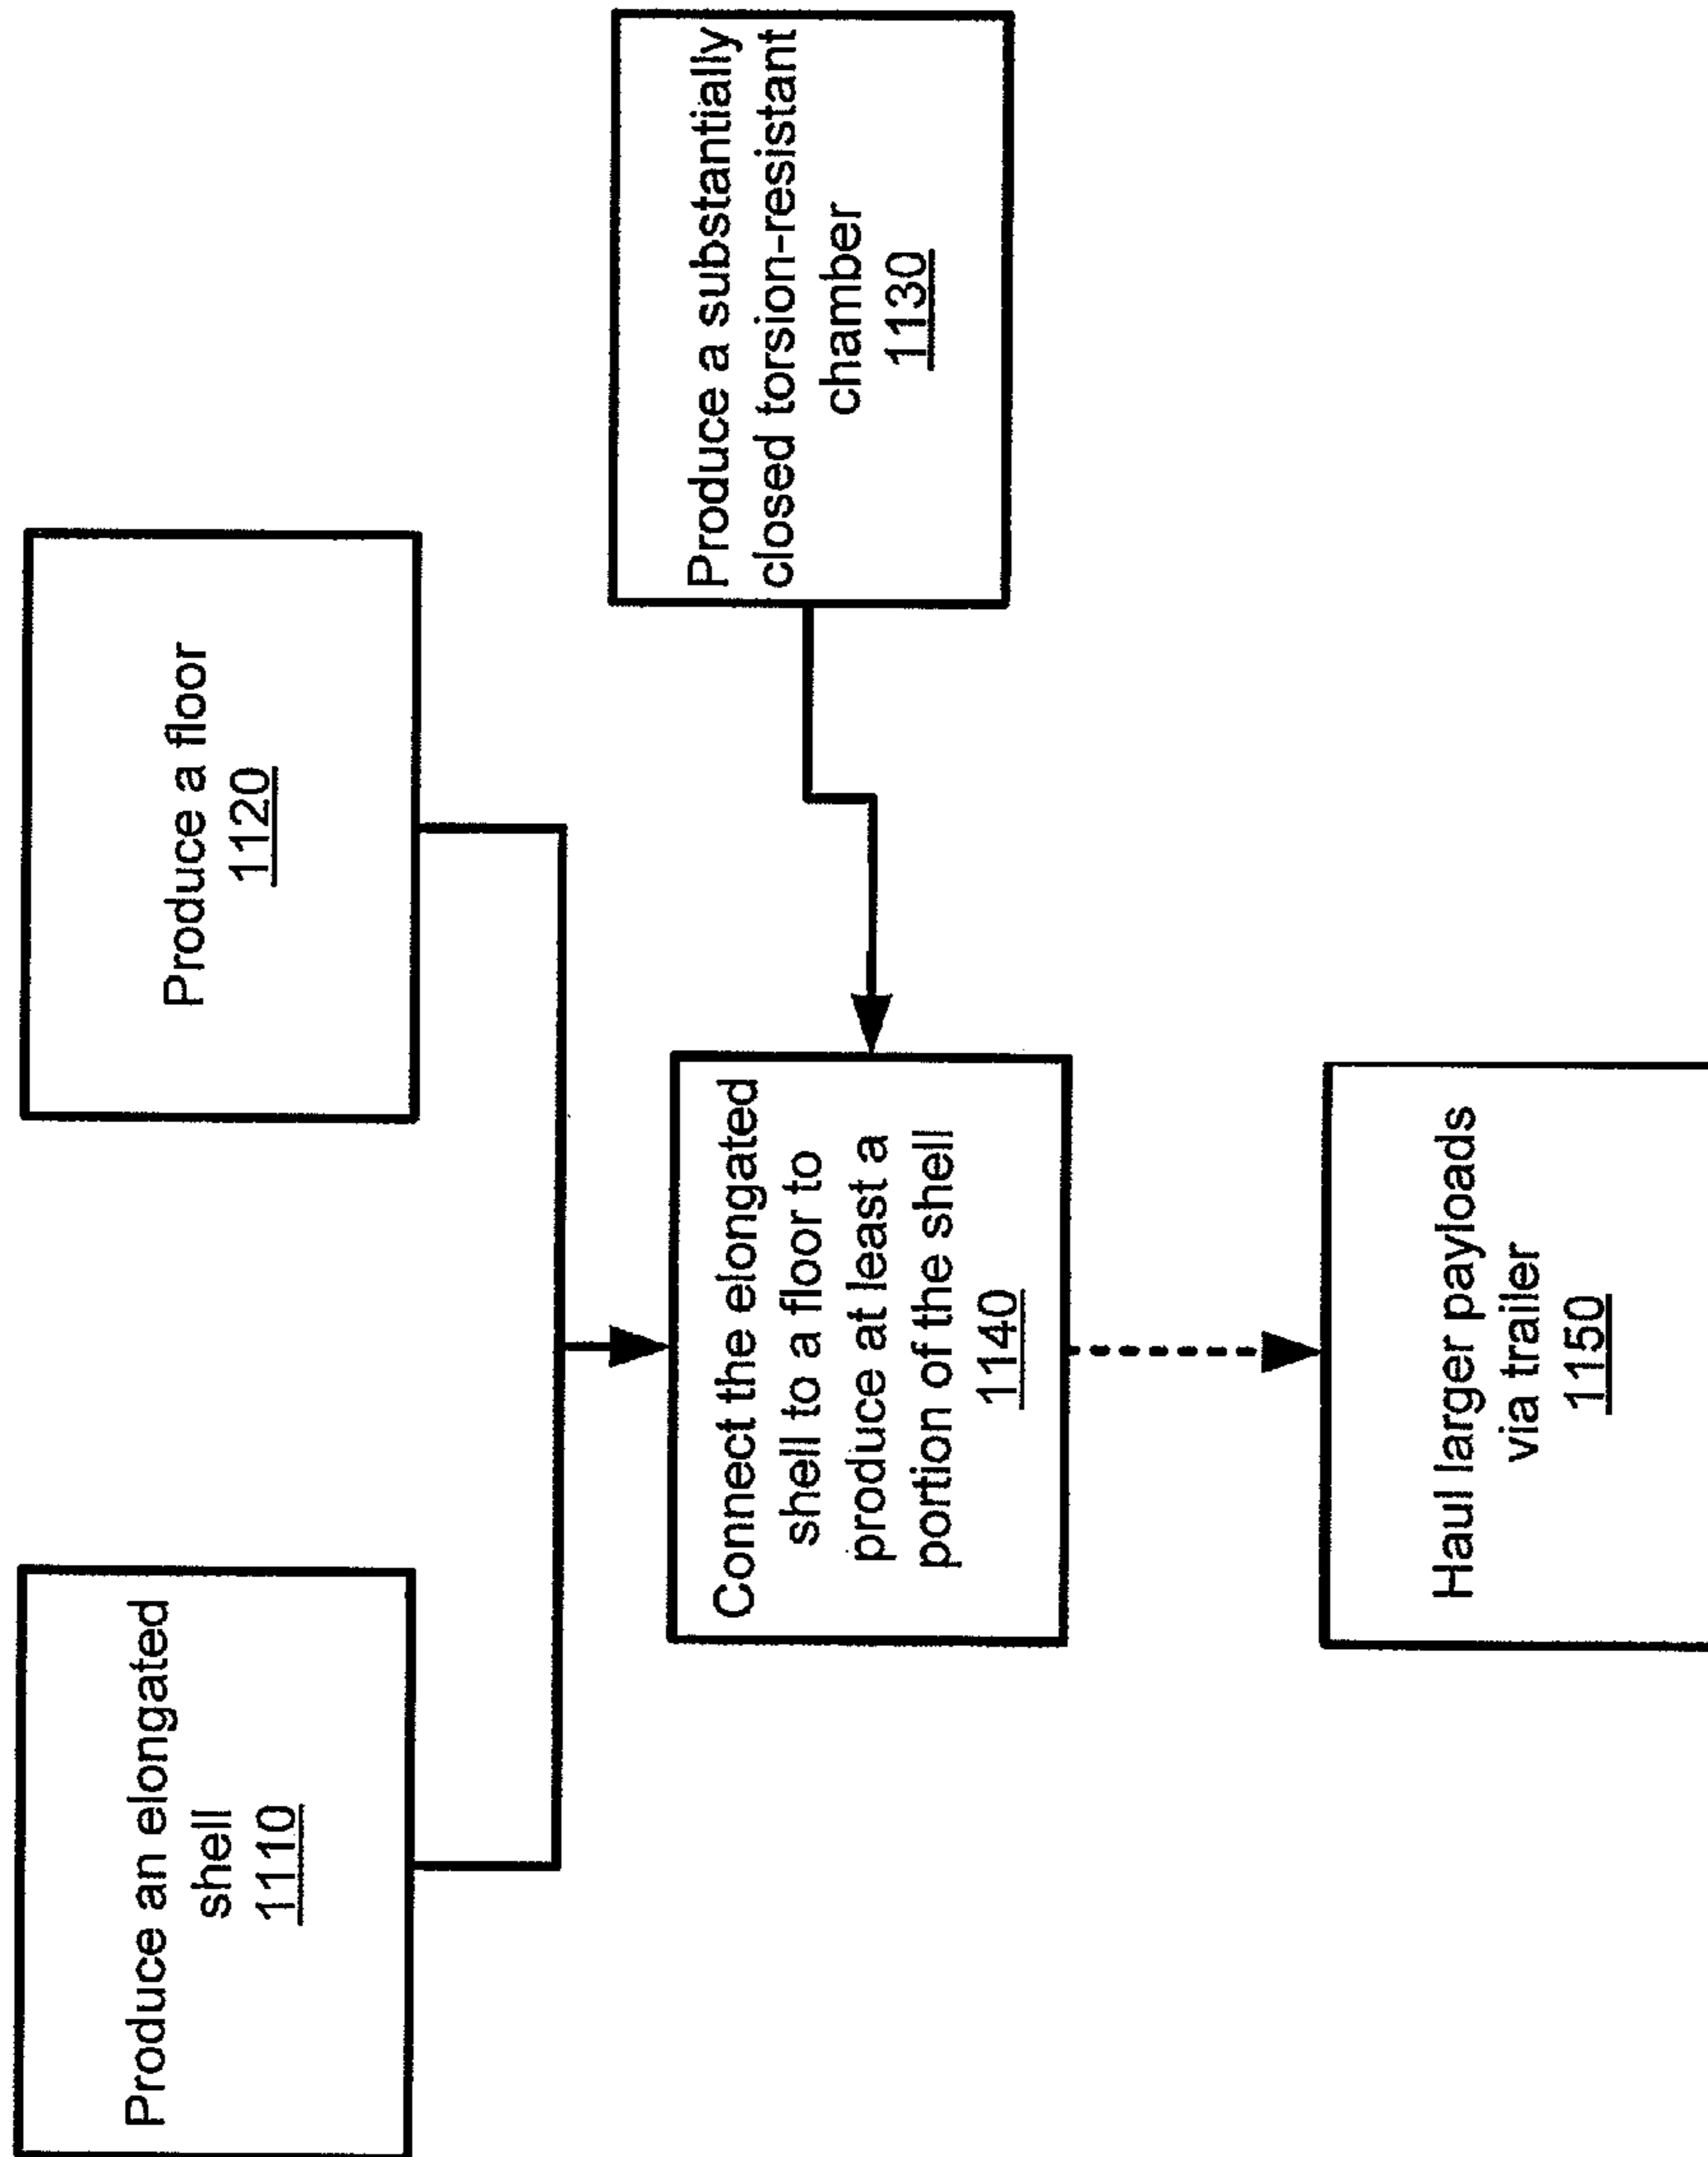 Produce an elongated
shell
1110
Produce a floor
1120
Produce a substantially
closed torsion-resistant
chamber
1130
Connect the elongated
shell to a floor to
produce at least a
portion of the shell
1140
Haul larger payloads
via trailer
1150